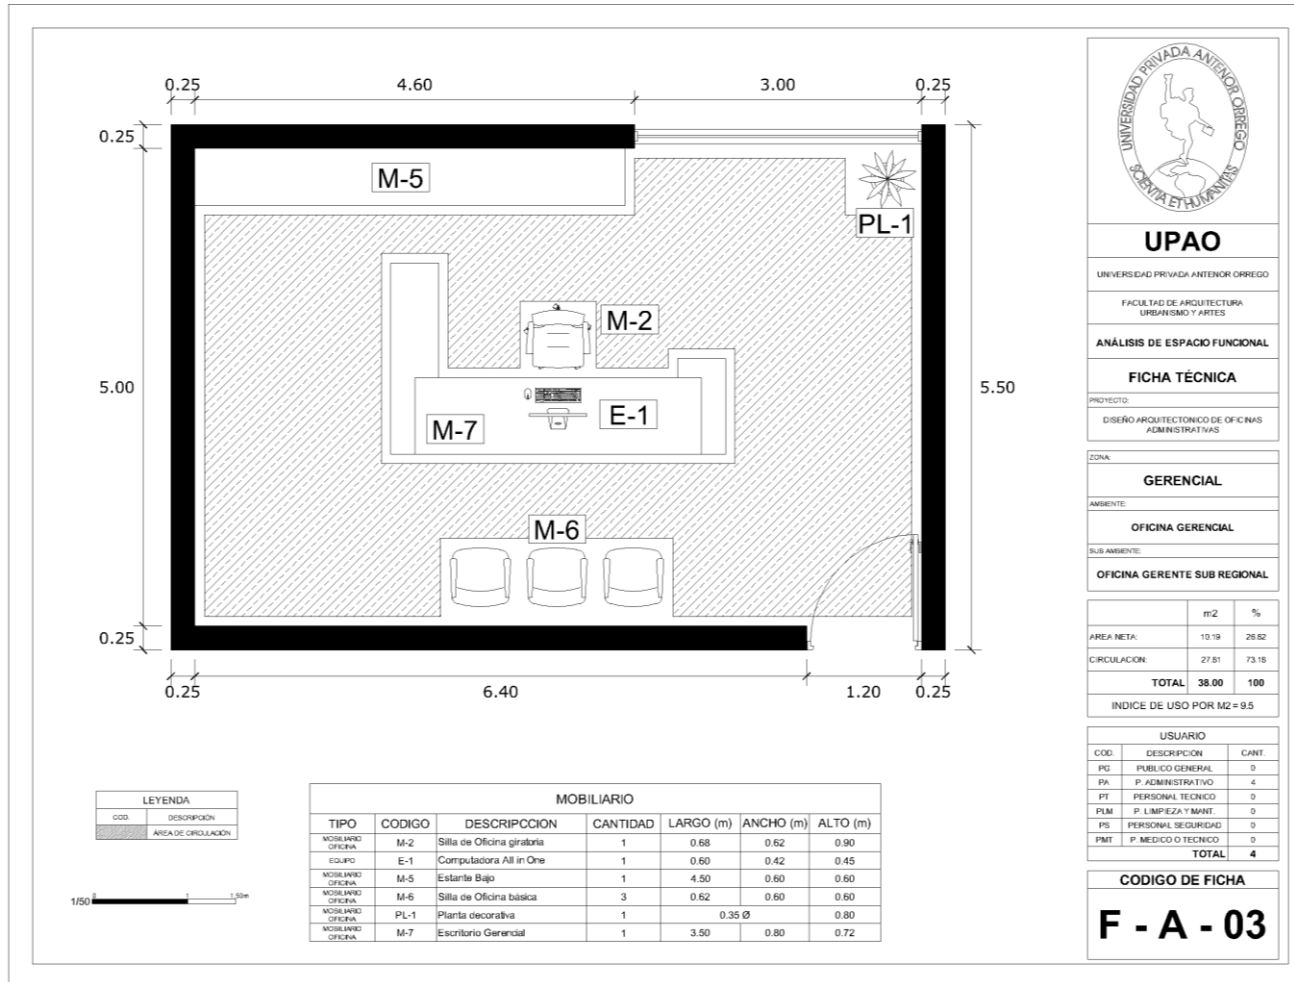 0.25 4.60 3.00 0.25
0.25
M-5
PL-1
M-2
5.00
5.50
E-1
M-7
M-6
0.25
0.25 6.40 1.20 0.25
LEYENDA
COD. DESCRIPCIÓN
ÁREA DE CIRCULACIÓN
1/50 0 1 1.50m
MOBILIARIO
TIPO CODIGO DESCRIPCCION CANTIDAD LARGO (m) ANCHO (m) ALTO (m)
MOBILIARIO OFICINA M-2 Silla de Oficina giratoria 1 0.68 0.62 0.90
EQUIPO E-1 Computadora All in One 1 0.60 0.42 0.45
MOBILIARIO OFICINA M-5 Estante Bajo 1 4.50 0.60 0.60
MOBILIARIO OFICINA M-6 Silla de Oficina básica 3 0.62 0.60 0.60
MOBILIARIO OFICINA PL-1 Planta decorativa 1 0.35 Ø 0.80
MOBILIARIO OFICINA M-7 Escritorio Gerencial 1 3.50 0.80 0.72
UNIVERSIDAD PRIVADA ANTENOR ORREGO
SCIENTIA ET HUMANITAS
UPAO
UNIVERSIDAD PRIVADA ANTENOR ORREGO
FACULTAD DE ARQUITECTURA
URBANISMO Y ARTES
ANÁLISIS DE ESPACIO FUNCIONAL
FICHA TÉCNICA
PROYECTO:
DISEÑO ARQUITECTONICO DE OFICINAS
ADMINISTRATIVAS
ZONA:
GERENCIAL
AMBIENTE:
OFICINA GERENCIAL
SUB AMBIENTE:
OFICINA GERENTE SUB REGIONAL
m2 %
AREA NETA: 10.19 26.82
CIRCULACION: 27.81 73.18
TOTAL 38.00 100
INDICE DE USO POR M2 = 9.5
USUARIO
COD. DESCRIPCIÓN CANT.
PG PUBLICO GENERAL 0
PA P. ADMINISTRATIVO 4
PT PERSONAL TECNICO 0
PLM P. LIMPIEZA Y MANT. 0
PS PERSONAL SEGURIDAD 0
PMT P. MEDICO O TECNICO 0
TOTAL 4
CODIGO DE FICHA
F - A - 03